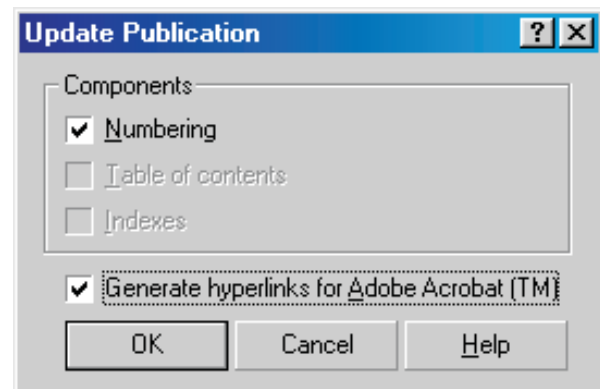 Update Publication
Components
Numbering
Table of contents
Indexes
Generate hyperlinks for Adobe Acrobat (TM)
OK Cancel Help